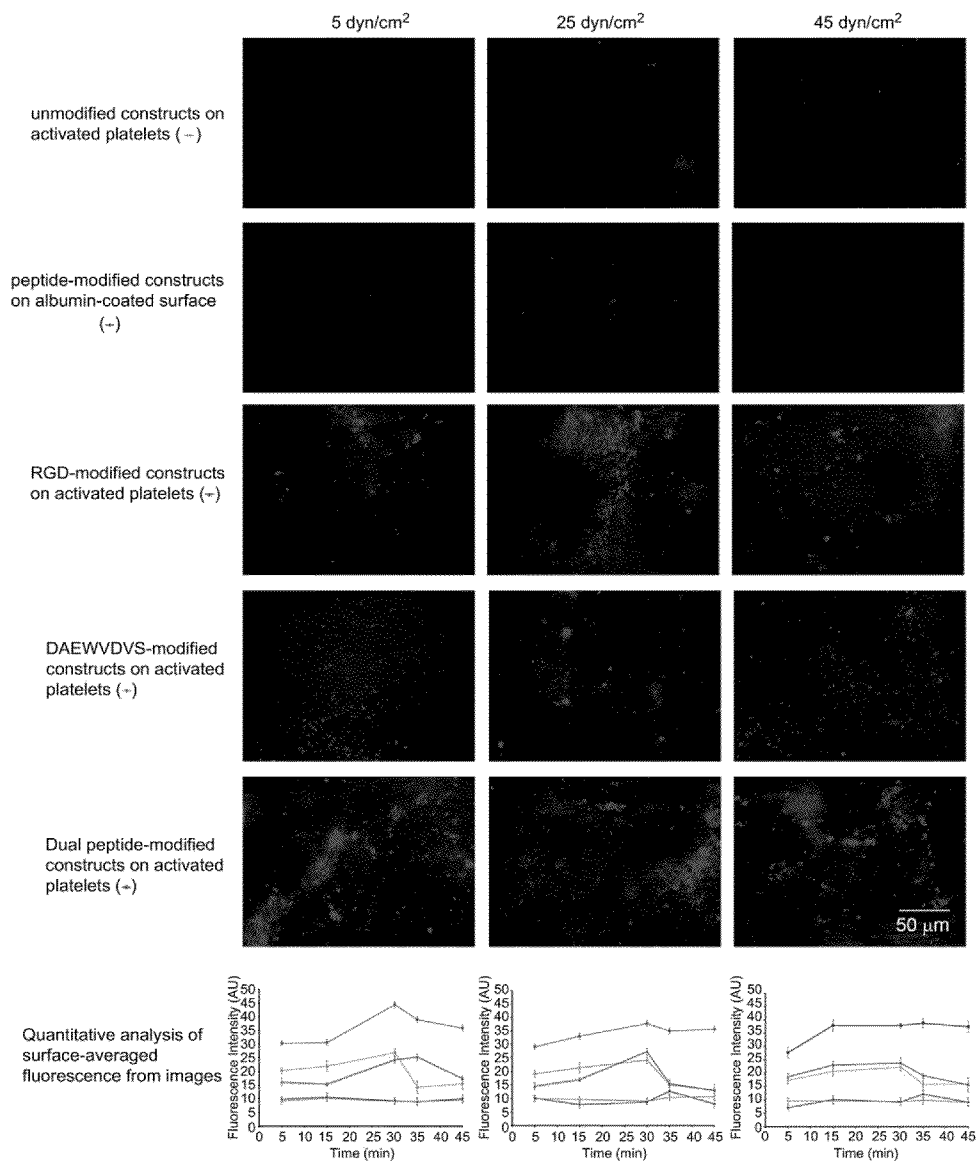 5 dyn/cm²
25 dyn/cm²
45 dyn/cm²
unmodified constructs on
activated platelets (-•-)
peptide-modified constructs
on albumin-coated surface
(-•-)
RGD-modified constructs
on activated platelets (-•-)
DAEWVDVS-modified
constructs on activated
platelets (-•-)
Dual peptide-modified
constructs on activated
platelets (-•-)
50 μm
Quantitative analysis of
surface-averaged
fluorescence from images
Fluorescence Intensity (AU)
50
45
40
35
30
25
20
15
10
5
0
0 5 10 15 20 25 30 35 40 45
Time (min)
Fluorescence Intensity (AU)
50
45
40
35
30
25
20
15
10
5
0
0 5 10 15 20 25 30 35 40 45
Time (min)
Fluorescence Intensity (AU)
50
45
40
35
30
25
20
15
10
5
0
0 5 10 15 20 25 30 35 40 45
Time (min)